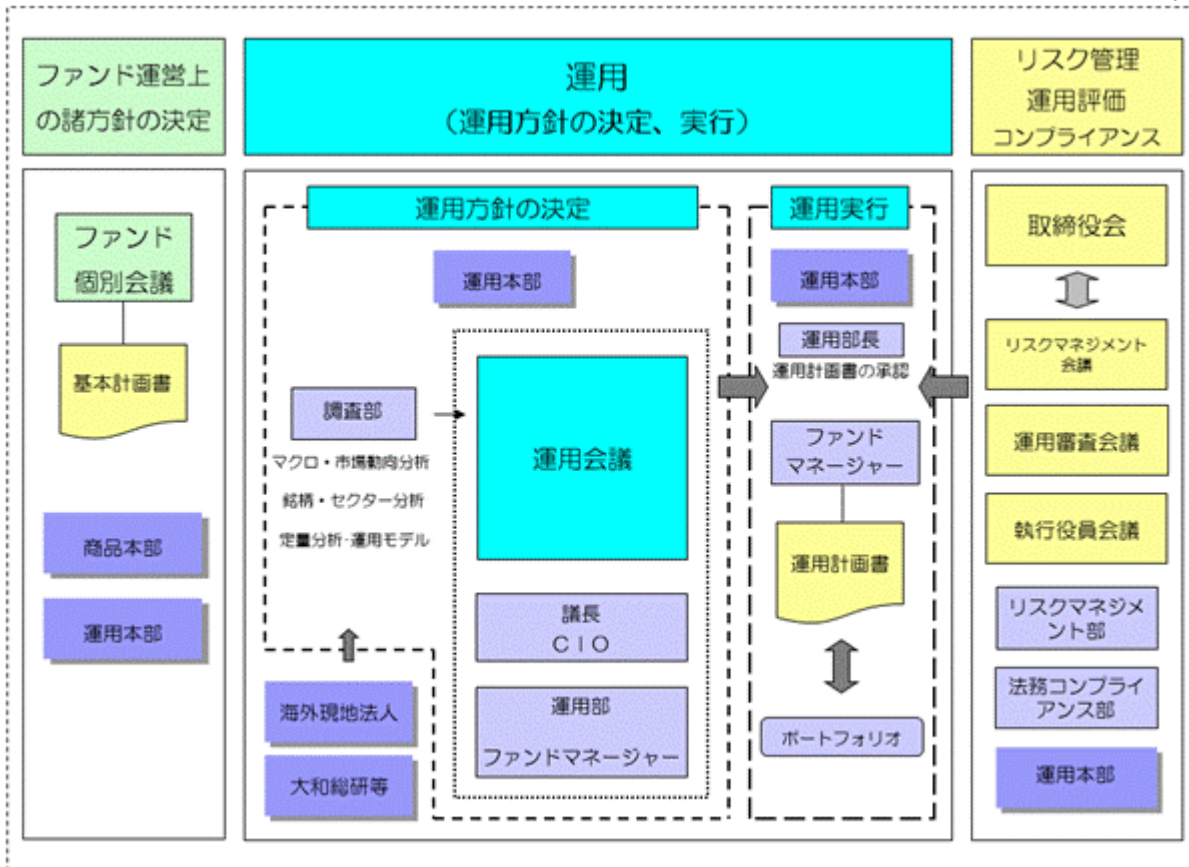 ファンド運営上
の諸方針の決定
運用
（運用方針の決定、実行）
リスク管理
運用評価
コンプライアンス
ファンド
個別会議
基本計画書
商品本部
運用本部
運用方針の決定
運用本部
調査部
マクロ・市場動向分析
銘柄・セクター分析
定量分析・運用モデル
運用会議
議長
ＣＩＯ
運用部
ファンドマネージャー
海外現地法人
大和総研等
運用実行
運用本部
運用部長
運用計画書の承認
ファンド
マネージャー
運用計画書
ポートフォリオ
取締役会
リスクマネジメント
会議
運用審査会議
執行役員会議
リスクマネジメ
ント部
法務コンプライ
アンス部
運用本部